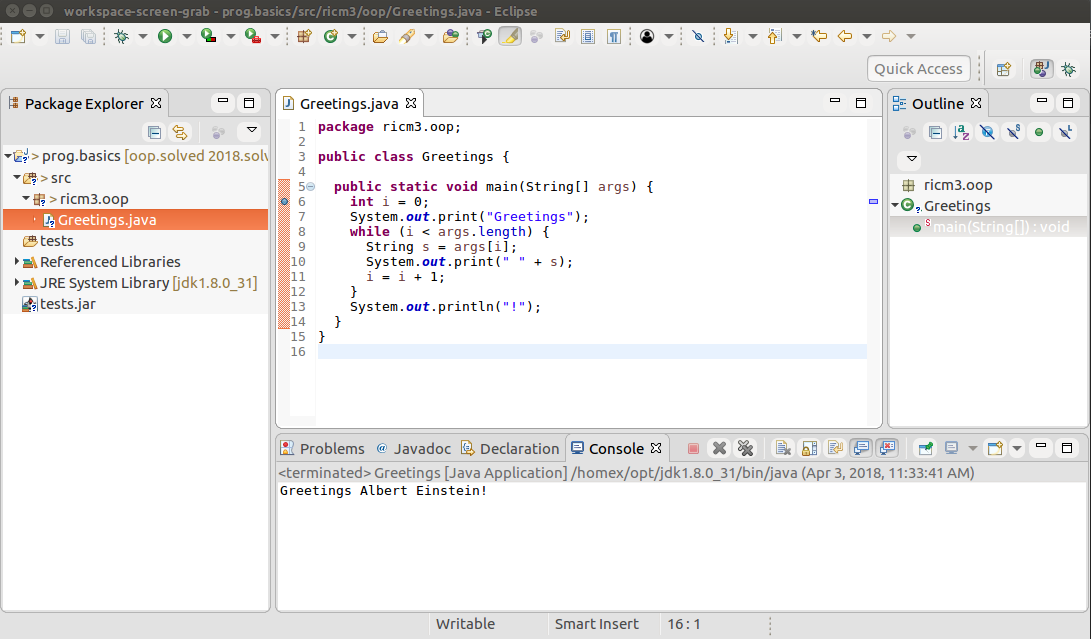 workspace-screen-grab - prog.basics/src/ricm3/oop/Greetings.java - Eclipse
Quick Access
Package Explorer
> prog.basics [oop.solved 2018.solv
> src
> ricm3.oop
Greetings.java
tests
Referenced Libraries
JRE System Library [jdk1.8.0_31]
tests.jar
Greetings.java
1 package ricm3.oop;
2
3 public class Greetings {
4
5 public static void main(String[] args) {
6 int i = 0;
7 System.out.print("Greetings");
8 while (i < args.length) {
9 String s = args[i];
10 System.out.print(" " + s);
11 i = i + 1;
12 }
13 System.out.println("!");
14 }
15 }
16
Outline
ricm3.oop
Greetings
main(String[]) : void
Problems @ Javadoc Declaration Console
<terminated> Greetings [Java Application] /homex/opt/jdk1.8.0_31/bin/java (Apr 3, 2018, 11:33:41 AM)
Greetings Albert Einstein!
Writable Smart Insert 16 : 1